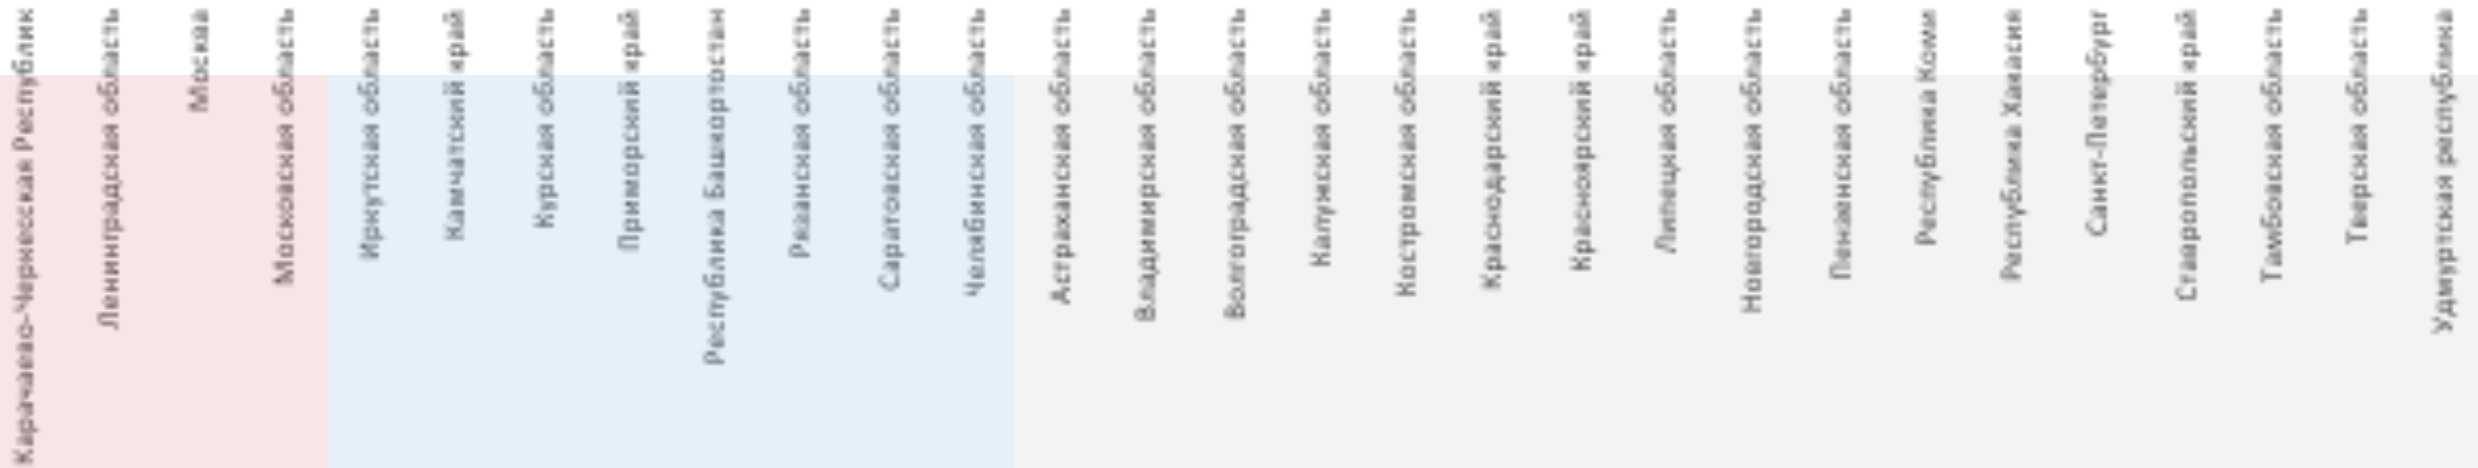 Карачаево-Черкесская Республик
Ленинградская область
Москва
Московская область
Иркутская область
Камчатский край
Курская область
Приморский край
Республика Башкортостан
Рязанская область
Саратовская область
Челябинская область
Астраханская область
Владимирская область
Волгоградская область
Калужская область
Костромская область
Краснодарский край
Красноярский край
Липецкая область
Новгородская область
Пензенская область
Республика Коми
Республика Хакасия
Санкт-Петербург
Ставропольский край
Тамбовская область
Тверская область
Удмуртская республика